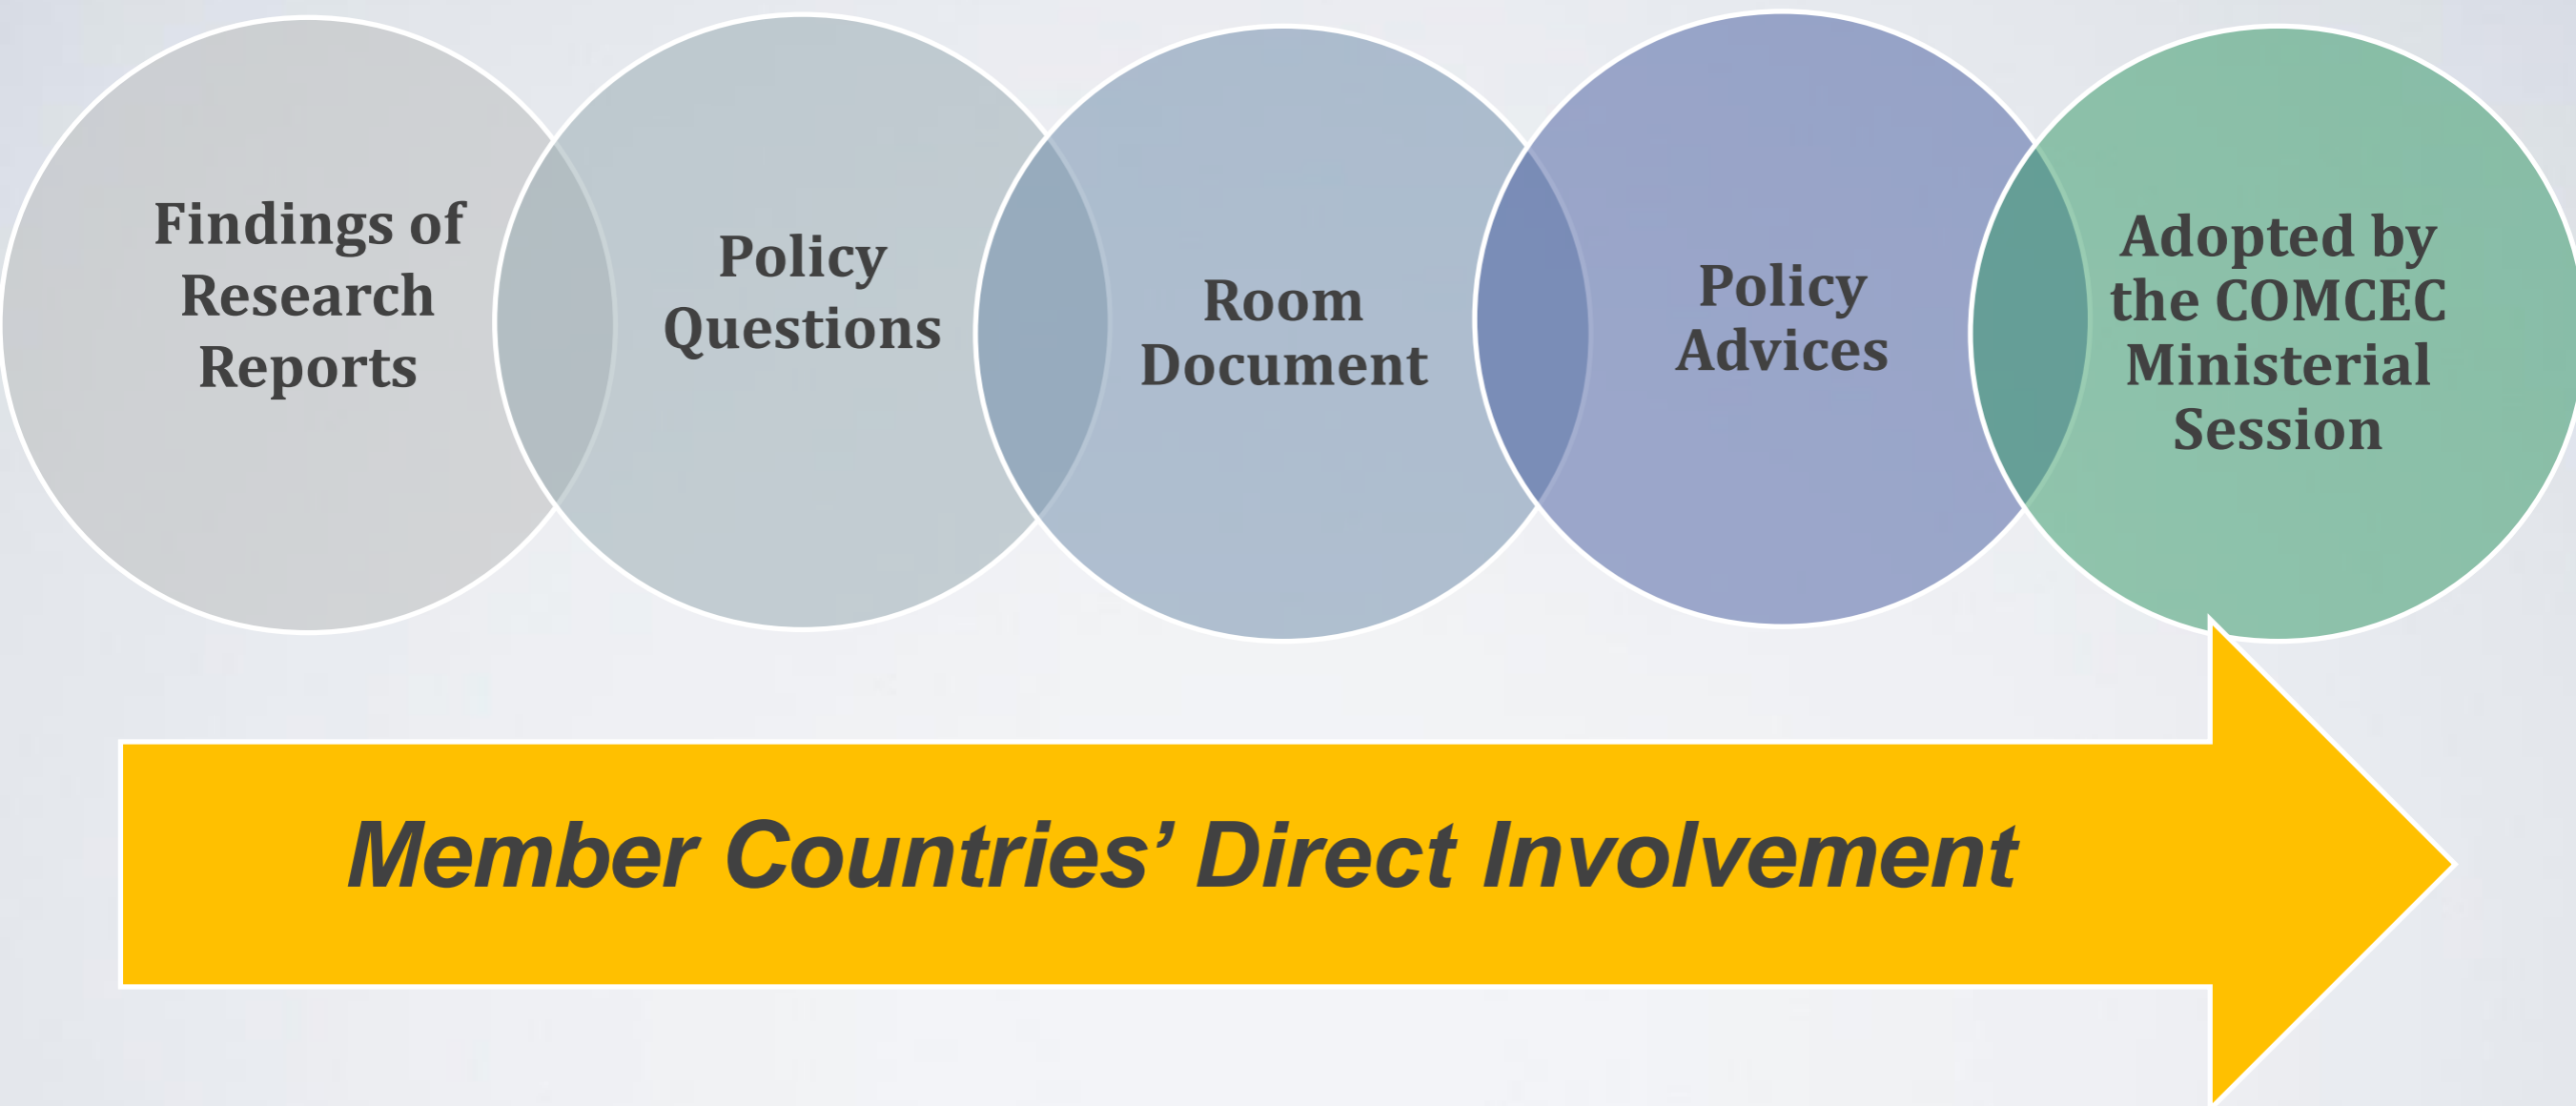 Findings of
Research
Reports
Policy
Questions
Room
Document
Policy
Advices
Adopted by
the COMCEC
Ministerial
Session
Member Countries’ Direct Involvement